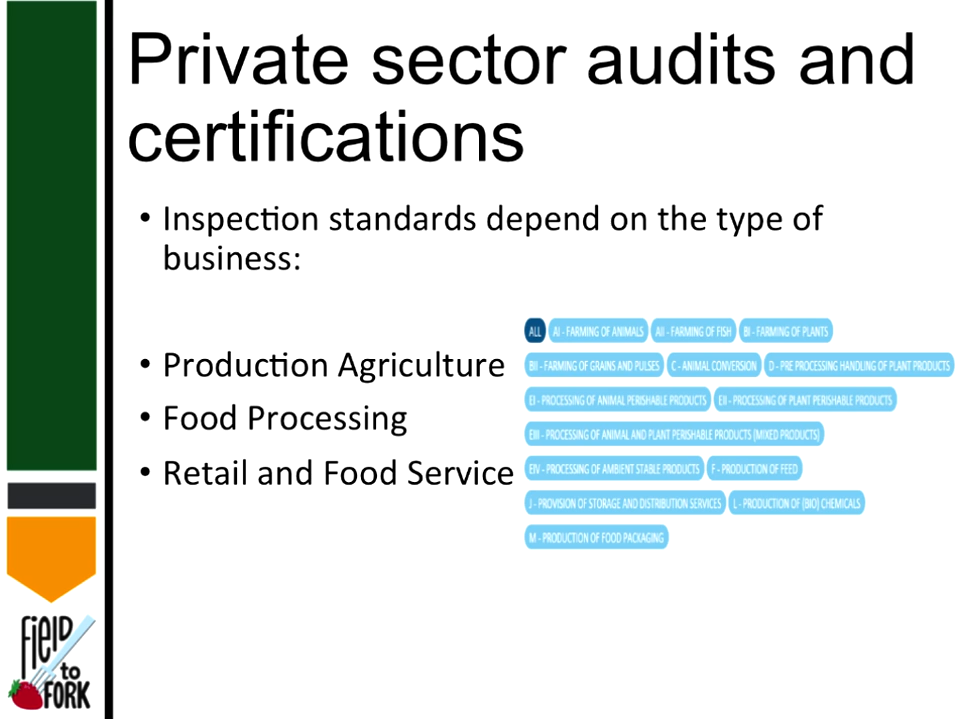 Private sector audits and
certifications
• Inspection standards depend on the type of
business:
• Production Agriculture
• Food Processing
• Retail and Food Service
ALL AI - FARMING OF ANIMALS AII - FARMING OF FISH BI - FARMING OF PLANTS
BII - FARMING OF GRAINS AND PULSES C - ANIMAL CONVERSION D - PRE PROCESSING HANDLING OF PLANT PRODUCTS
EI - PROCESSING OF ANIMAL PERISHABLE PRODUCTS EII - PROCESSING OF PLANT PERISHABLE PRODUCTS
EIII - PROCESSING OF ANIMAL AND PLANT PERISHABLE PRODUCTS (MIXED PRODUCTS)
EIV - PROCESSING OF AMBIENT STABLE PRODUCTS F - PRODUCTION OF FEED
J - PROVISION OF STORAGE AND DISTRIBUTION SERVICES L - PRODUCTION OF (BIO) CHEMICALS
M - PRODUCTION OF FOOD PACKAGING
FiElD
to
FORK